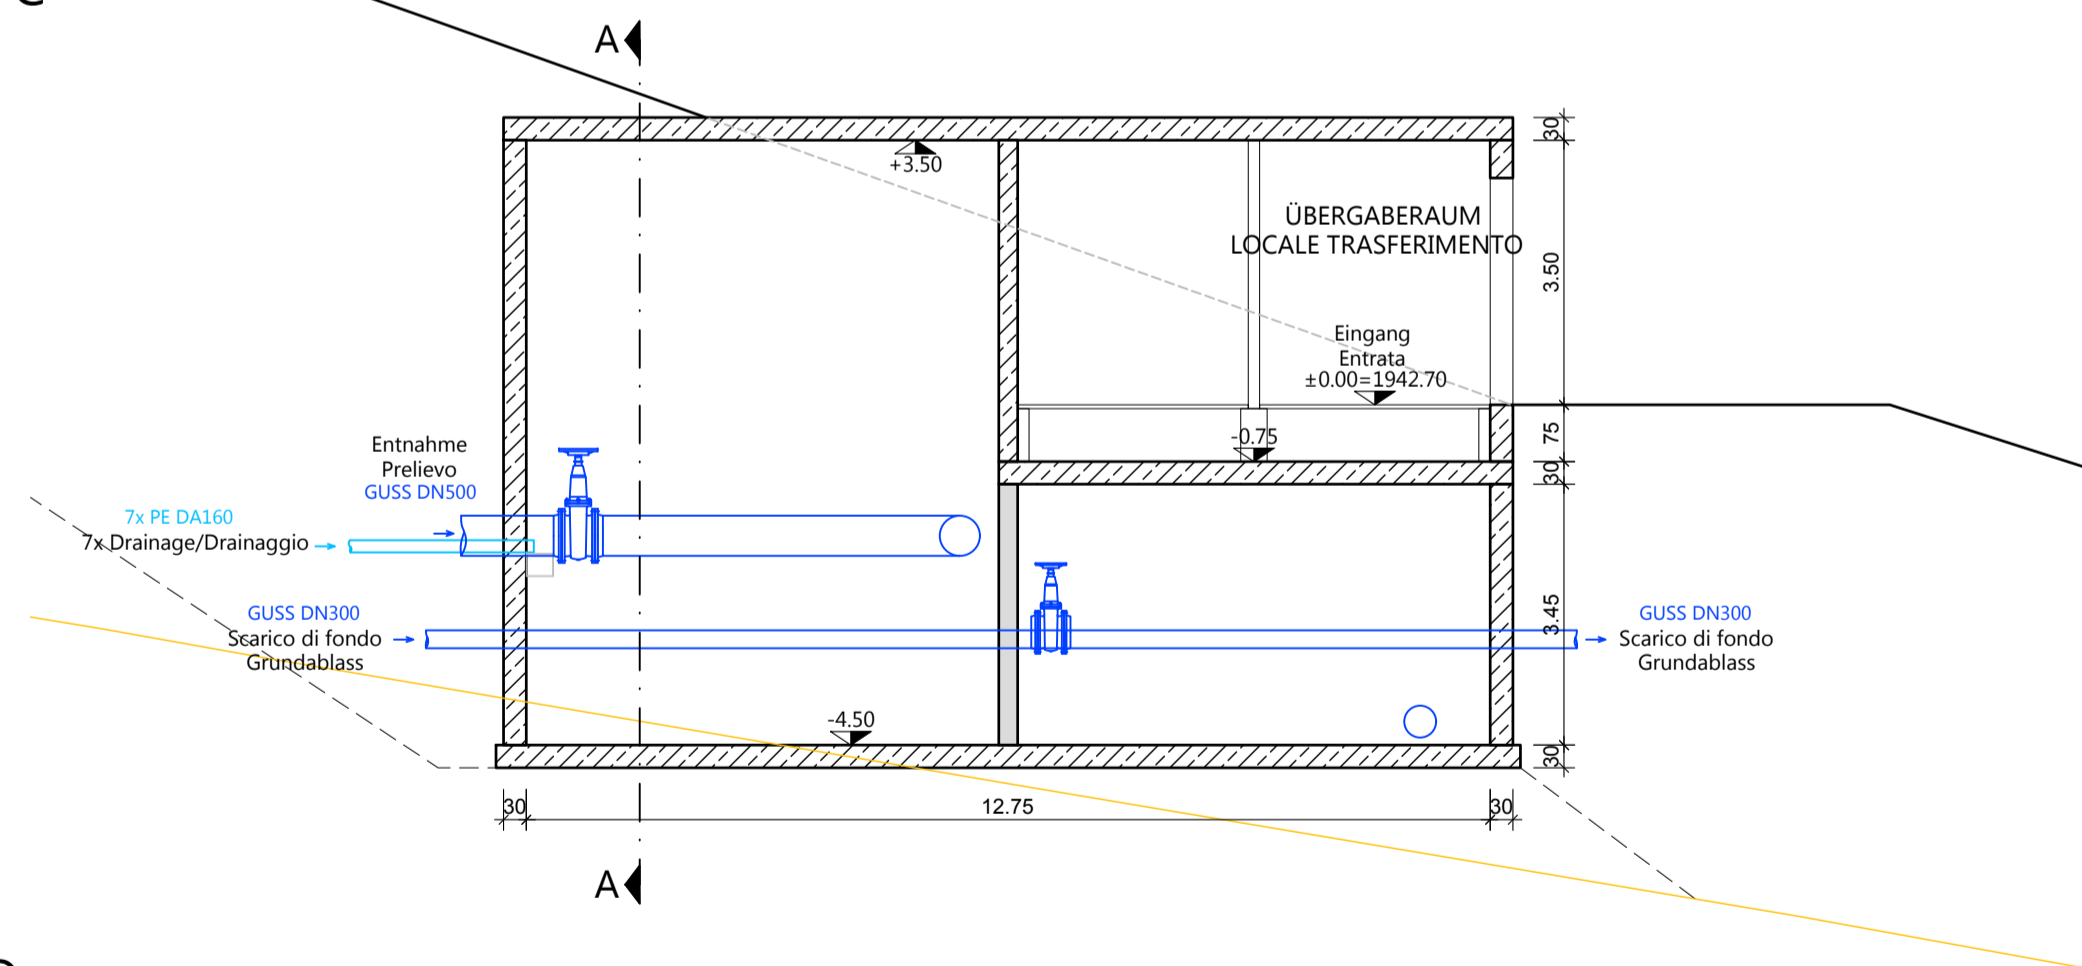 A
30
+3.50
ÜBERGABERAUM
LOCALE TRASFERIMENTO
3.50
Eingang
Entrata
±0.00=1942.70
-0.75
75
30
Entnahme
Prelievo
GUSS DN500
7x PE DA160
7x Drainage/Drainaggio
GUSS DN300
Scarico di fondo
Grundablass
3.45
GUSS DN300
Scarico di fondo
Grundablass
-4.50
30
30
12.75
30
A